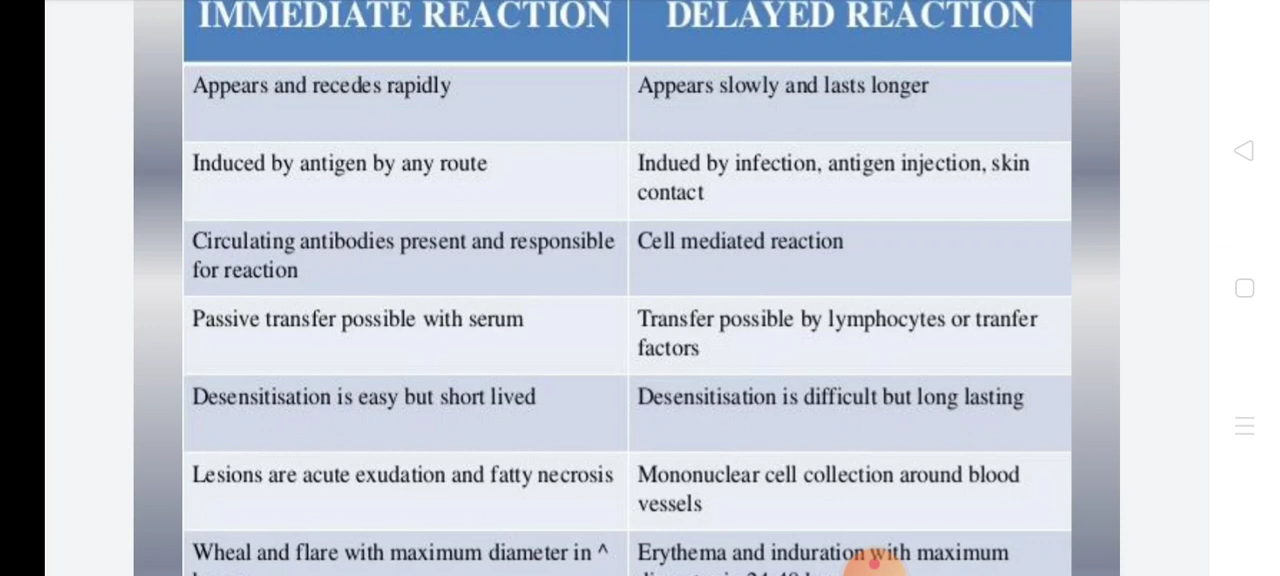 IMMEDIATE REACTION
DELAYED REACTION
Appears and recedes rapidly
Appears slowly and lasts longer
Induced by antigen by any route
Indued by infection, antigen injection, skin
contact
Circulating antibodies present and responsible
for reaction
Cell mediated reaction
Passive transfer possible with serum
Transfer possible by lymphocytes or tranfer
factors
Desensitisation is easy but short lived
Desensitisation is difficult but long lasting
Lesions are acute exudation and fatty necrosis
Mononuclear cell collection around blood
vessels
Wheal and flare with maximum diameter in ^
Erythema and induration with maximum